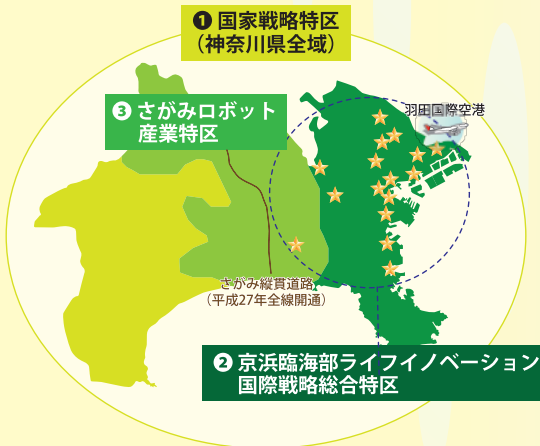 ❶ 国家戦略特区
（神奈川県全域）
❸ さがみロボット
産業特区
羽田国際空港
さがみ縦貫道路
（平成27年全線開通）
❷ 京浜臨海部ライフイノベーション
国際戦略総合特区